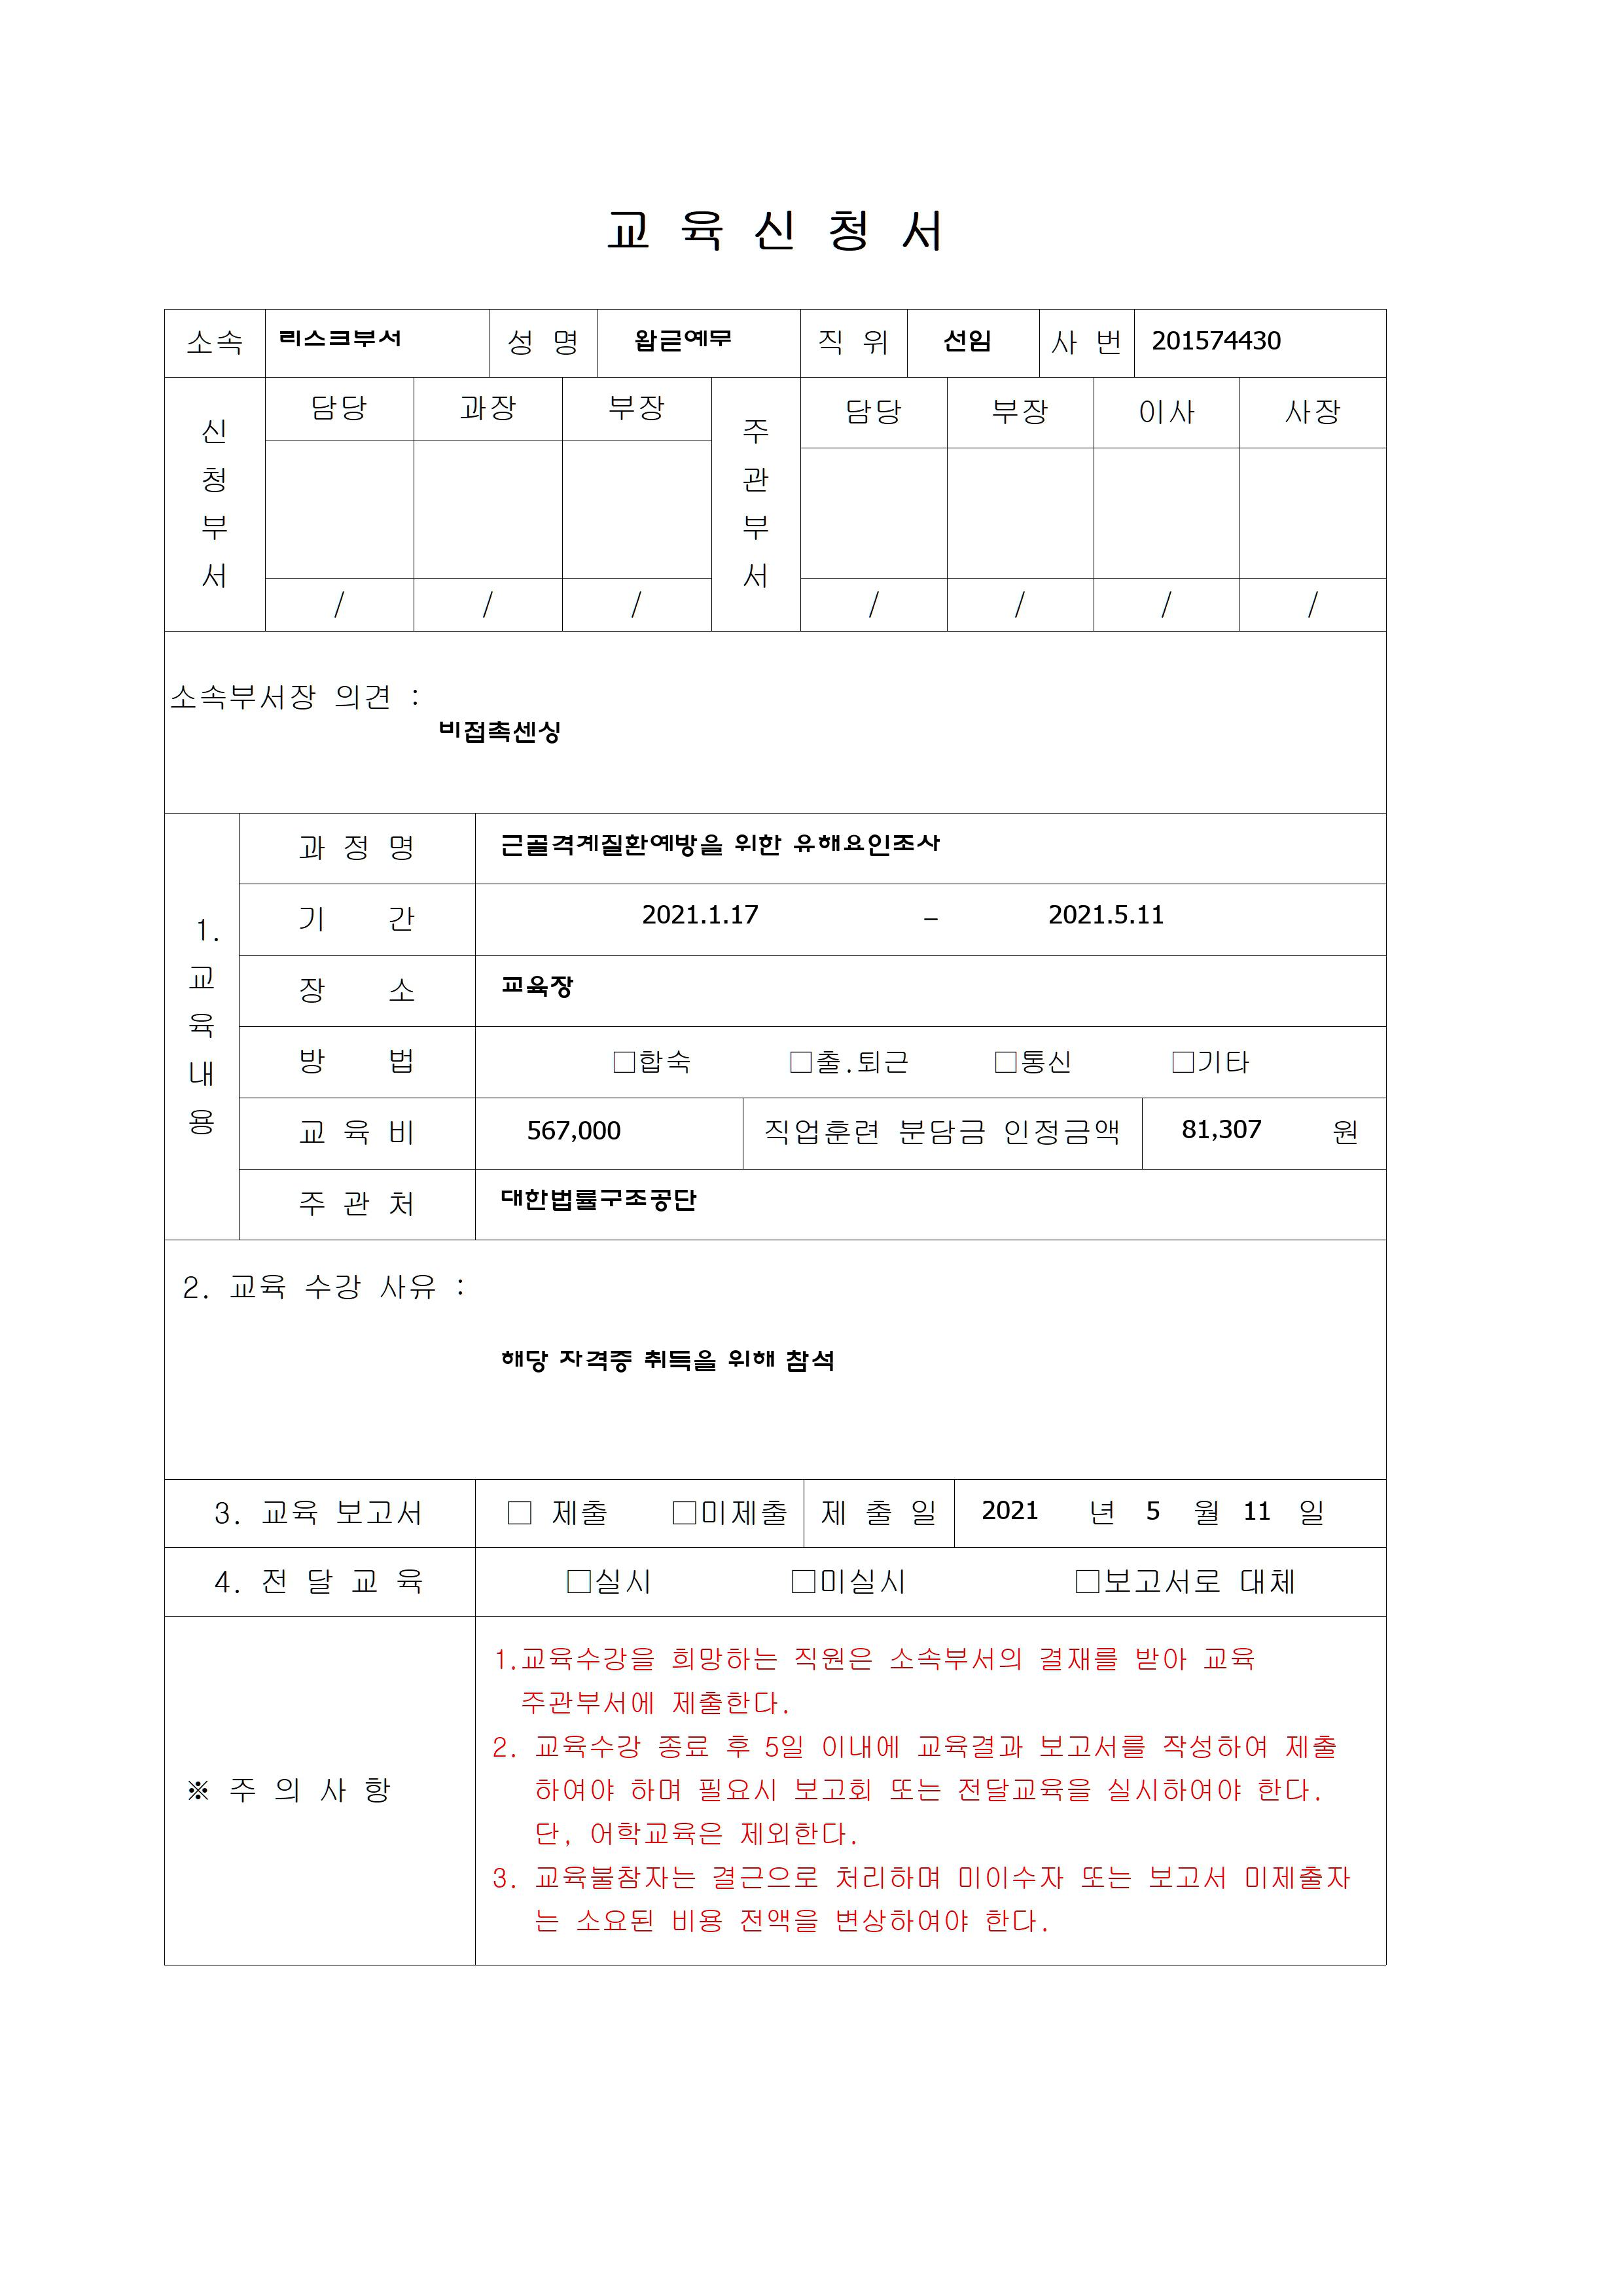 교 육 신 청 서
소속 리스크부서 성 명 왑귿예무 직 위 선임 사 번 201574430
신청부서 담당 과장 부장 주관부서 담당 부장 이사 사장
/ / / / / / /
소속부서장 의견 :
비접촉센싱
1. 교육내용
과 정 명 근골격계질환예방을 위한 유해요인조사
기 간 2021.1.17 – 2021.5.11
장 소 교육장
방 법 □합숙 □출.퇴근 □통신 □기타
교 육 비 567,000 직업훈련 분담금 인정금액 81,307 원
주 관 처 대한법률구조공단
2. 교육 수강 사유 :
해당 자격증 취득을 위해 참석
3. 교육 보고서 □ 제출 □미제출 제 출 일 2021 년 5 월 11 일
4. 전 달 교 육 □실시 □미실시 □보고서로 대체
※ 주 의 사 항
1.교육수강을 희망하는 직원은 소속부서의 결재를 받아 교육
주관부서에 제출한다.
2. 교육수강 종료 후 5일 이내에 교육결과 보고서를 작성하여 제출
하여야 하며 필요시 보고회 또는 전달교육을 실시하여야 한다.
단, 어학교육은 제외한다.
3. 교육불참자는 결근으로 처리하며 미이수자 또는 보고서 미제출자
는 소요된 비용 전액을 변상하여야 한다.